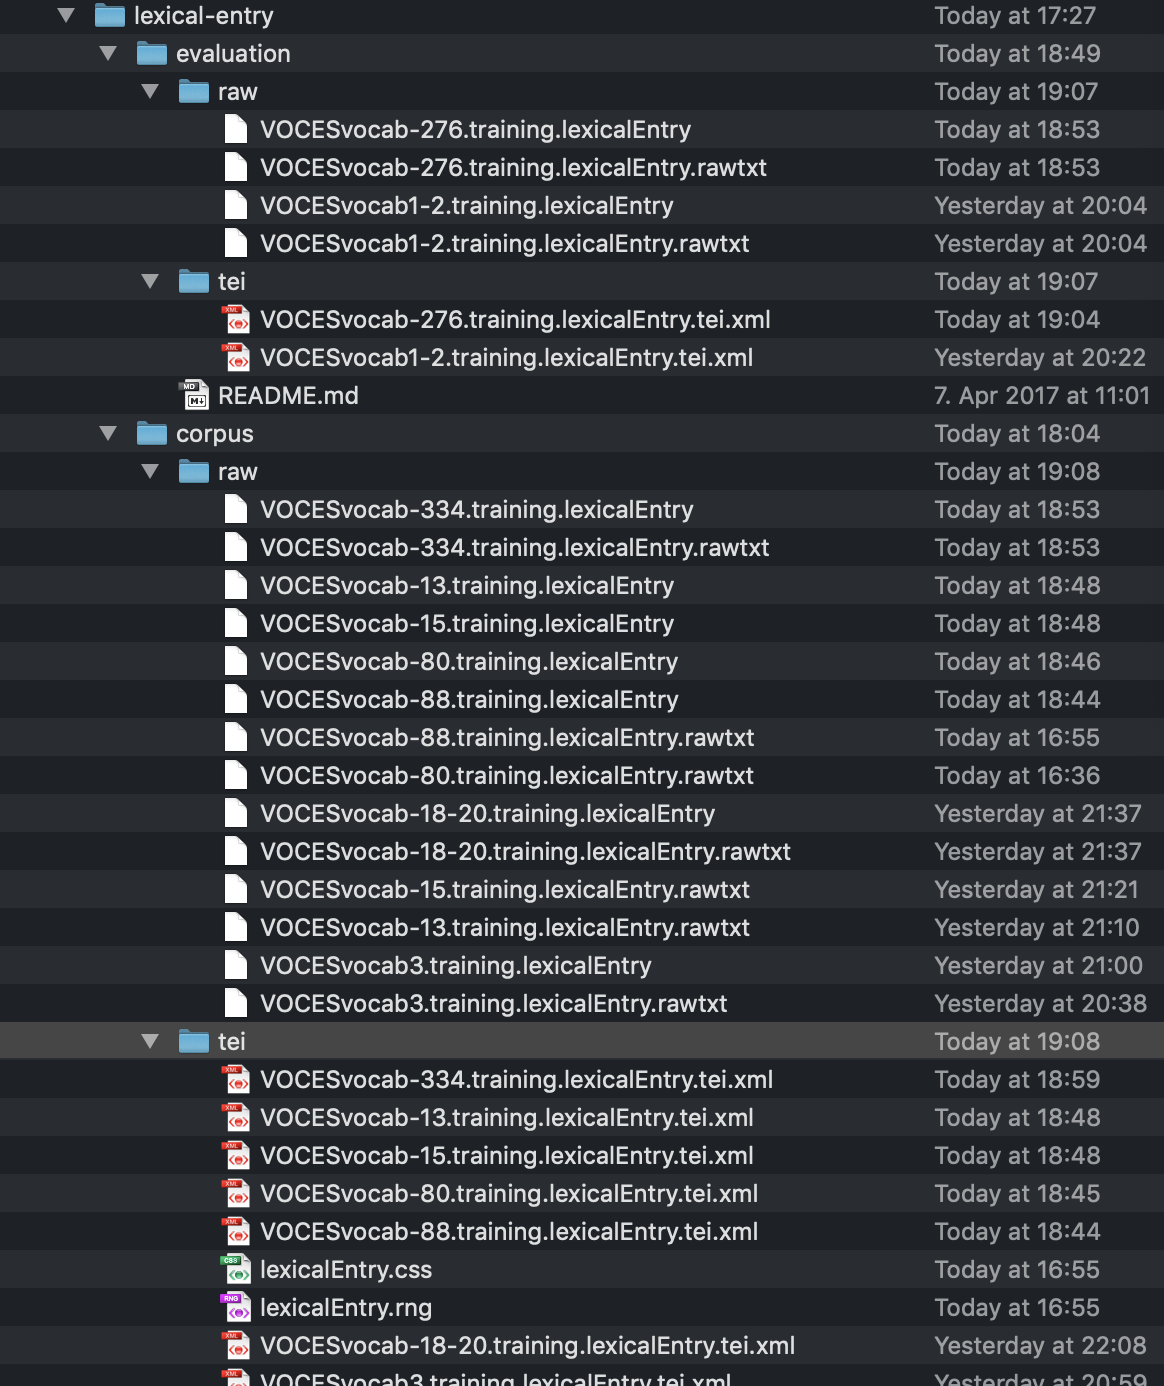 lexical-entry Today at 17:27
evaluation Today at 18:49
raw Today at 19:07
VOCESvocab-276.training.lexicalEntry Today at 18:53
VOCESvocab-276.training.lexicalEntry.rawtxt Today at 18:53
VOCESvocab1-2.training.lexicalEntry Yesterday at 20:04
VOCESvocab1-2.training.lexicalEntry.rawtxt Yesterday at 20:04
tei Today at 19:07
XML VOCESvocab-276.training.lexicalEntry.tei.xml Today at 19:04
XML VOCESvocab1-2.training.lexicalEntry.tei.xml Yesterday at 20:22
MD README.md 7. Apr 2017 at 11:01
corpus Today at 18:04
raw Today at 19:08
VOCESvocab-334.training.lexicalEntry Today at 18:53
VOCESvocab-334.training.lexicalEntry.rawtxt Today at 18:53
VOCESvocab-13.training.lexicalEntry Today at 18:48
VOCESvocab-15.training.lexicalEntry Today at 18:48
VOCESvocab-80.training.lexicalEntry Today at 18:46
VOCESvocab-88.training.lexicalEntry Today at 18:44
VOCESvocab-88.training.lexicalEntry.rawtxt Today at 16:55
VOCESvocab-80.training.lexicalEntry.rawtxt Today at 16:36
VOCESvocab-18-20.training.lexicalEntry Yesterday at 21:37
VOCESvocab-18-20.training.lexicalEntry.rawtxt Yesterday at 21:37
VOCESvocab-15.training.lexicalEntry.rawtxt Yesterday at 21:21
VOCESvocab-13.training.lexicalEntry.rawtxt Yesterday at 21:10
VOCESvocab3.training.lexicalEntry Yesterday at 21:00
VOCESvocab3.training.lexicalEntry.rawtxt Yesterday at 20:38
tei Today at 19:08
XML VOCESvocab-334.training.lexicalEntry.tei.xml Today at 18:59
XML VOCESvocab-13.training.lexicalEntry.tei.xml Today at 18:48
XML VOCESvocab-15.training.lexicalEntry.tei.xml Today at 18:48
XML VOCESvocab-80.training.lexicalEntry.tei.xml Today at 18:45
XML VOCESvocab-88.training.lexicalEntry.tei.xml Today at 18:44
CSS lexicalEntry.css Today at 16:55
RNG lexicalEntry.rng Today at 16:55
XML VOCESvocab-18-20.training.lexicalEntry.tei.xml Yesterday at 22:08
XML VOCESvocab3.training.lexicalEntry.tei.xml Yesterday at 20:59